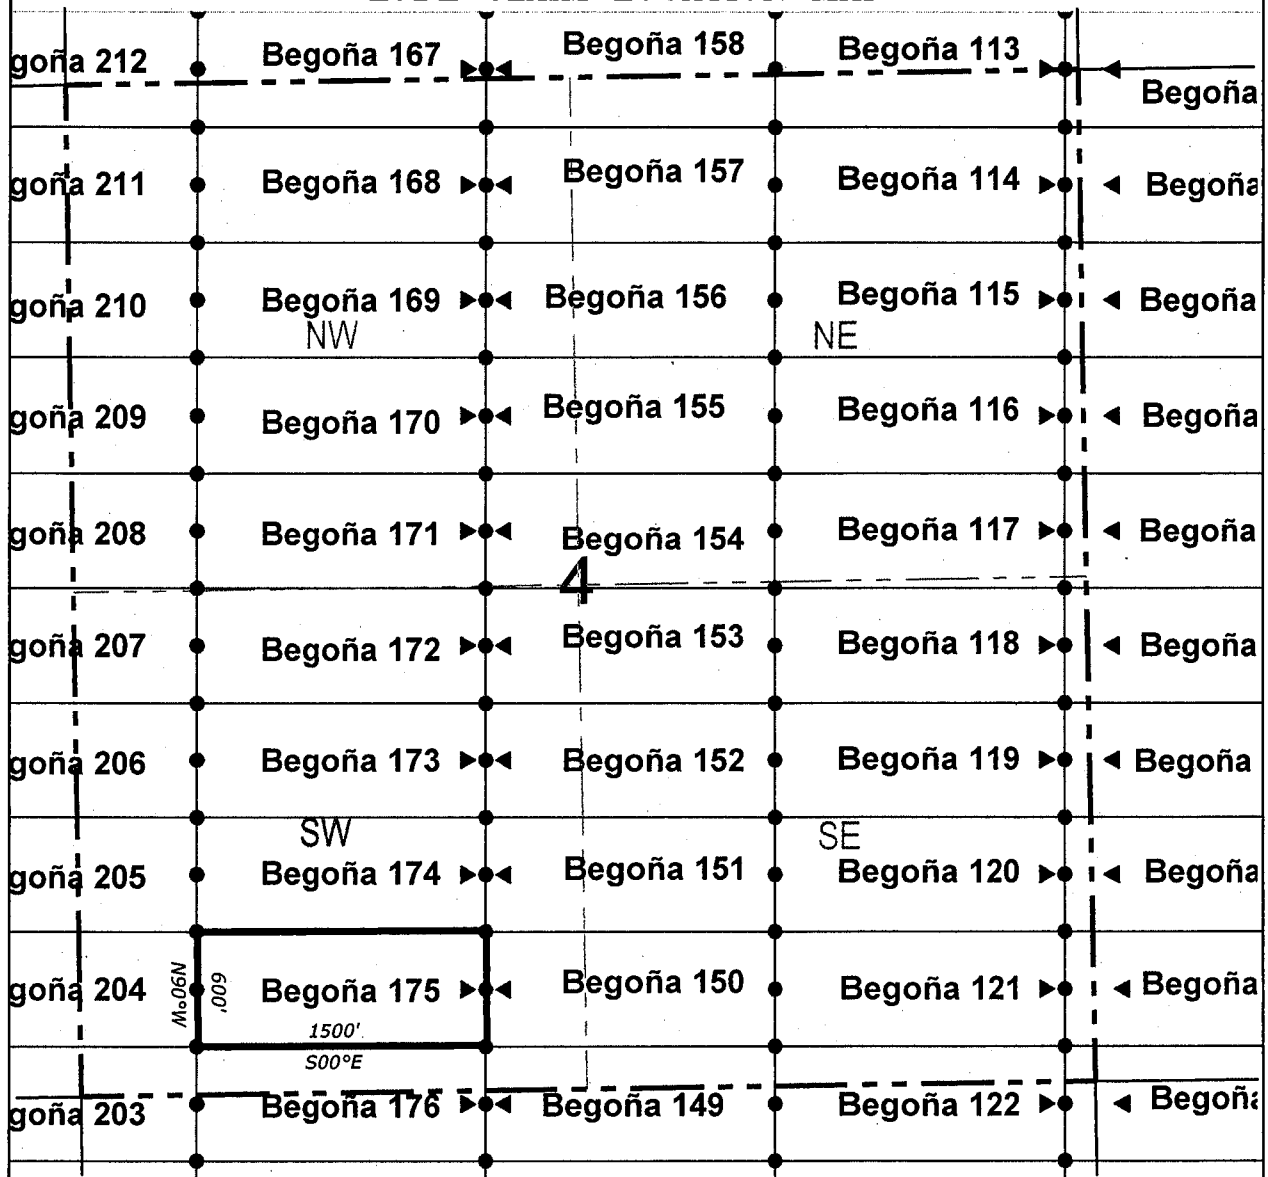 goña 212 Begoña 167 Begoña 158 Begoña 113
Begoña
goña 211 Begoña 168 Begoña 157 Begoña 114 Begoña
goña 210 Begoña 169 Begoña 156 Begoña 115 Begoña
NW NE
goña 209 Begoña 170 Begoña 155 Begoña 116 Begoña
goña 208 Begoña 171 Begoña 154 Begoña 117 Begoña
4
goña 207 Begoña 172 Begoña 153 Begoña 118 Begoña
goña 206 Begoña 173 Begoña 152 Begoña 119 Begoña
SW SE
goña 205 Begoña 174 Begoña 151 Begoña 120 Begoña
goña 204 N90°W Begoña 175 600' Begoña 150 Begoña 121 Begoña
1500'
S00°E
goña 203 Begoña 176 Begoña 149 Begoña 122 Begoña